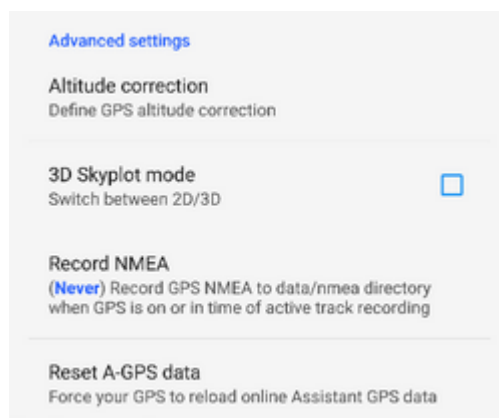 Advanced settings
Altitude correction
Define GPS altitude correction
3D Skyplot mode
Switch between 2D/3D
Record NMEA
(Never) Record GPS NMEA to data/nmea directory
when GPS is on or in time of active track recording
Reset A-GPS data
Force your GPS to reload online Assistant GPS data